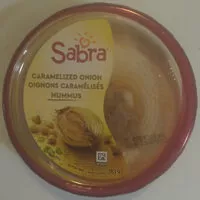 Sabra
CARAMELIZED ONION
OIGNONS CARAMÉLISÉS
HUMMUS